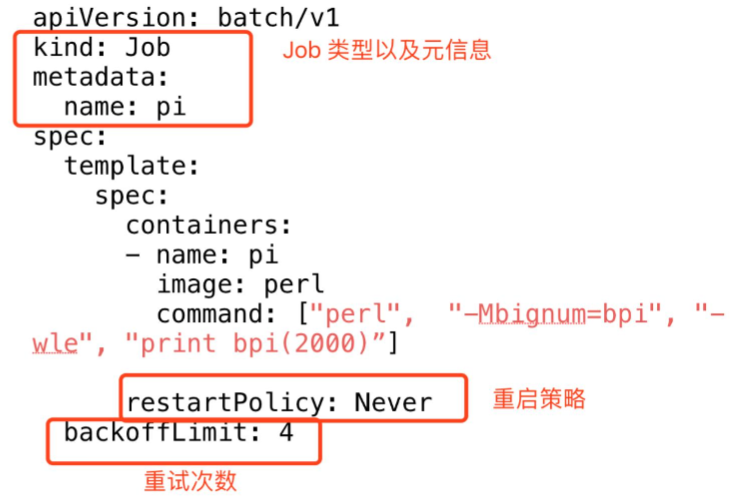 apiVersion: batch/v1
kind: Job
Job 类型以及元信息
metadata:
  name: pi
spec:
  template:
    spec:
      containers:
      – name: pi
        image: perl
        command: ["perl",  "–Mbignum=bpi", "–
wle", "print bpi(2000)”]
      restartPolicy: Never
重启策略
  backoffLimit: 4
重试次数